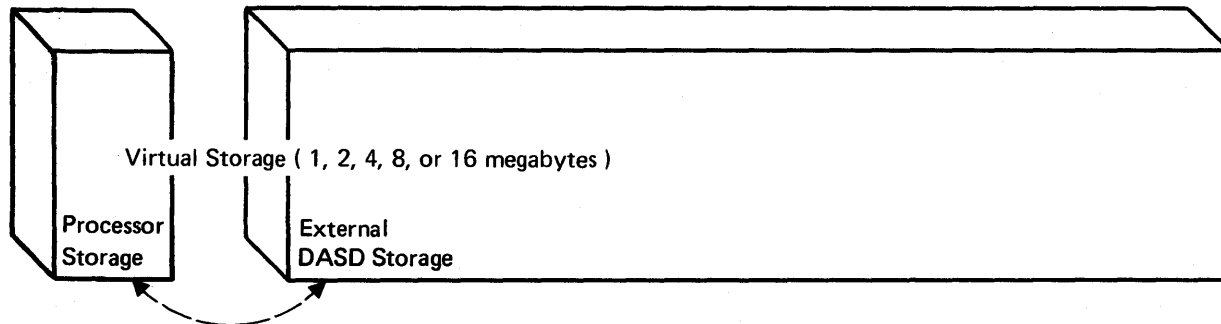 Virtual Storage ( 1, 2, 4, 8, or 16 megabytes )
Processor
Storage
External
DASD Storage